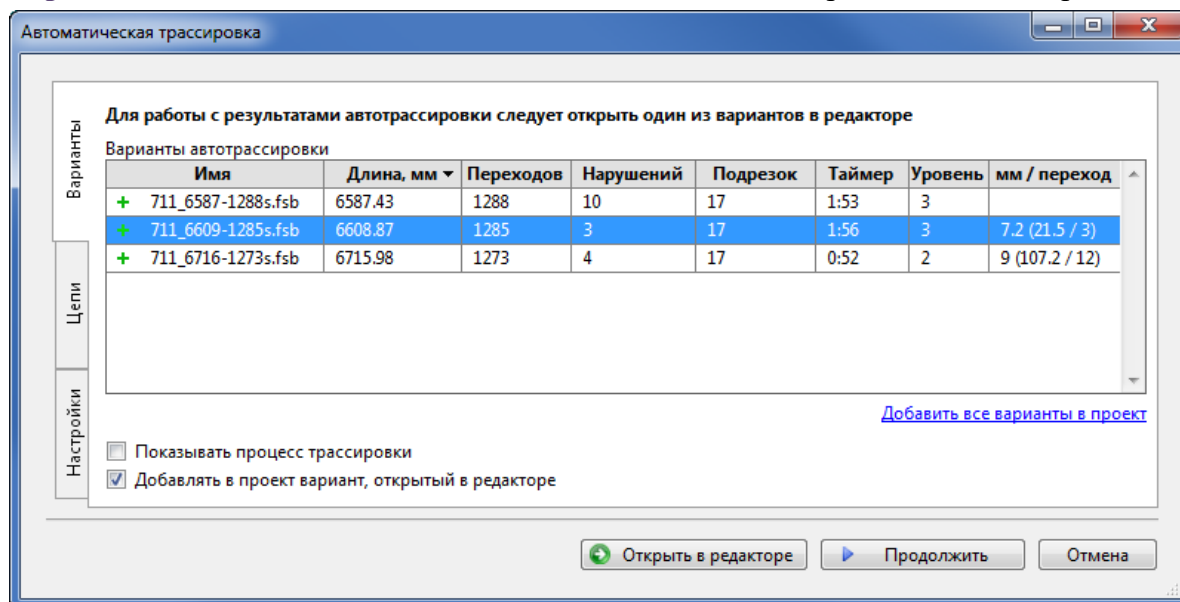 Автоматическая трассировка
Варианты
Цепи
Настройки
Для работы с результатами автотрассировки следует открыть один из вариантов в редакторе
Варианты автотрассировки
Имя Длина, мм Переходов Нарушений Подрезок Таймер Уровень мм / переход
711_6587-1288s.fsb 6587.43 1288 10 17 1:53 3
711_6609-1285s.fsb 6608.87 1285 3 17 1:56 3 7.2 (21.5 / 3)
711_6716-1273s.fsb 6715.98 1273 4 17 0:52 2 9 (107.2 / 12)
Добавить все варианты в проект
Показывать процесс трассировки
Добавлять в проект вариант, открытый в редакторе
Открыть в редакторе Продолжить Отмена